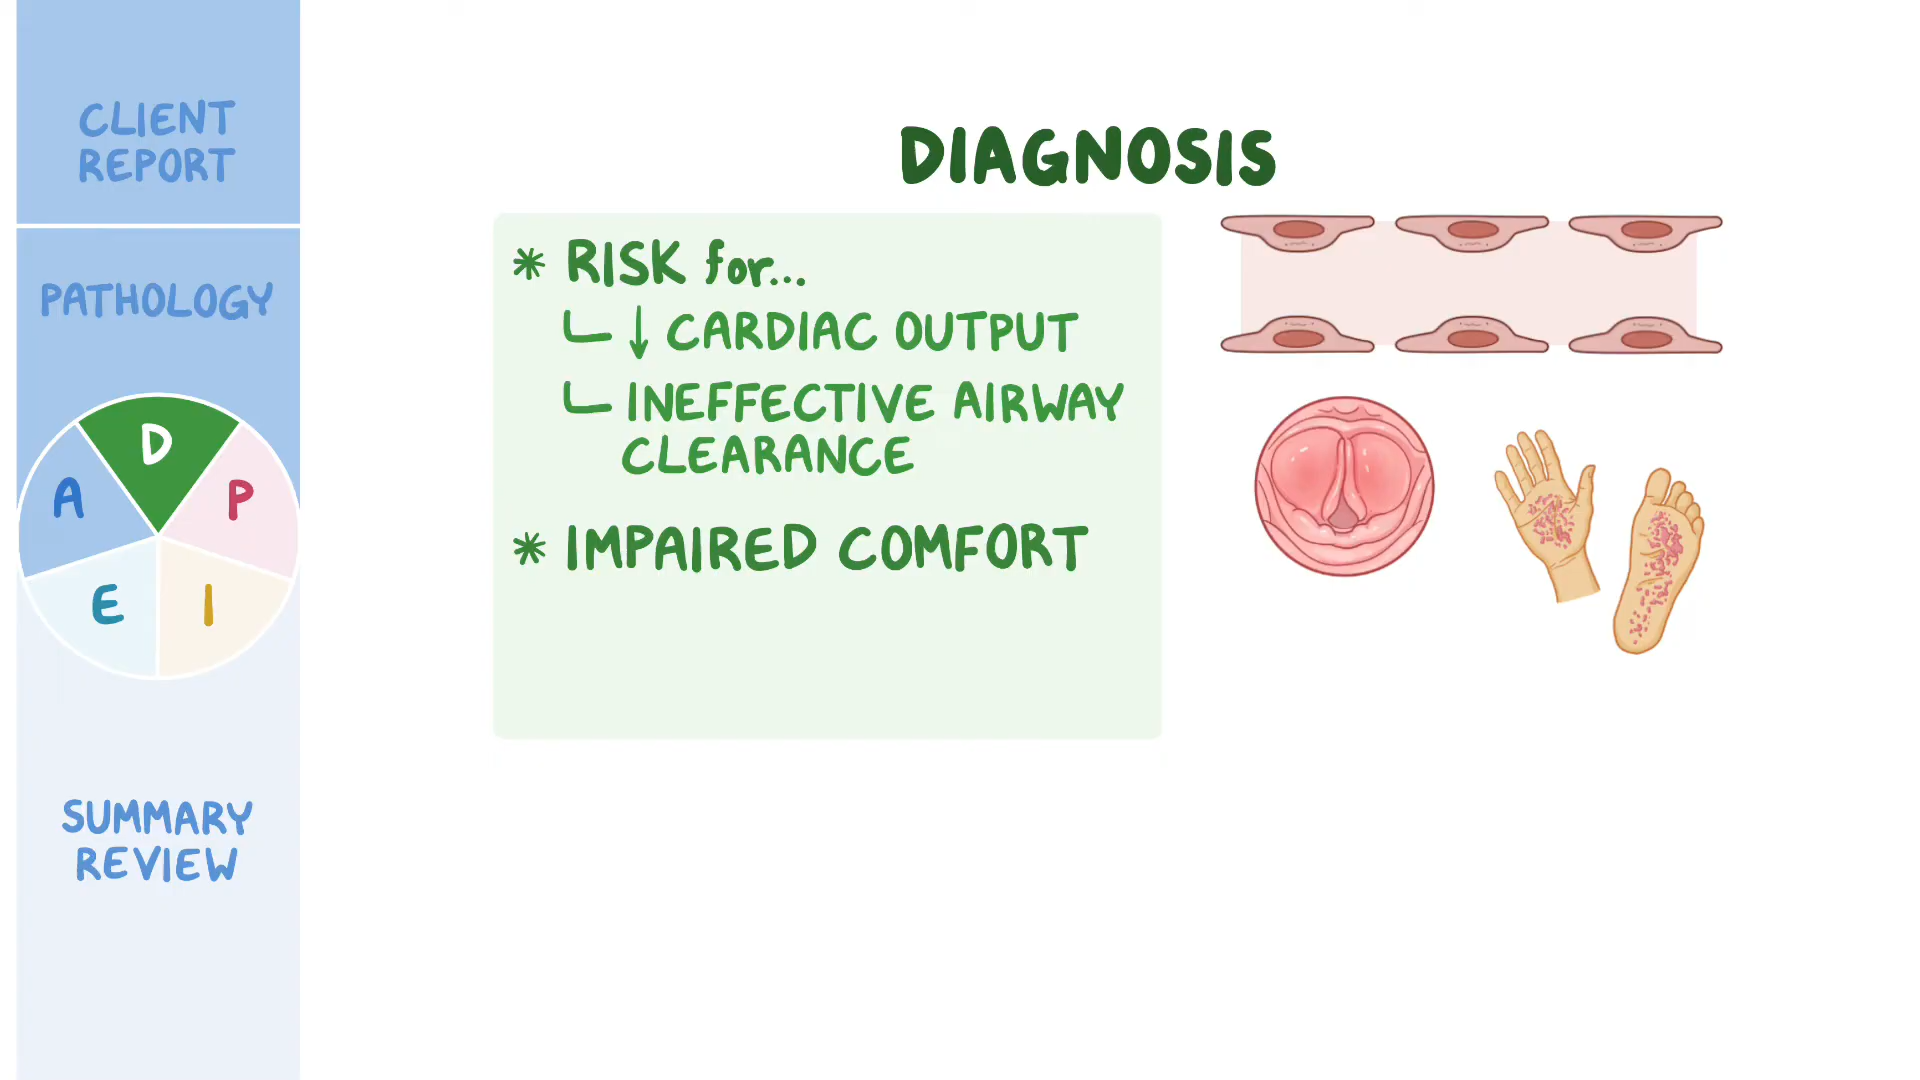 CLIENT
REPORT
PATHOLOGY
D
A
P
E
I
SUMMARY
REVIEW
DIAGNOSIS
* RISK for...
↓ CARDIAC OUTPUT
INEFFECTIVE AIRWAY
CLEARANCE
* IMPAIRED COMFORT